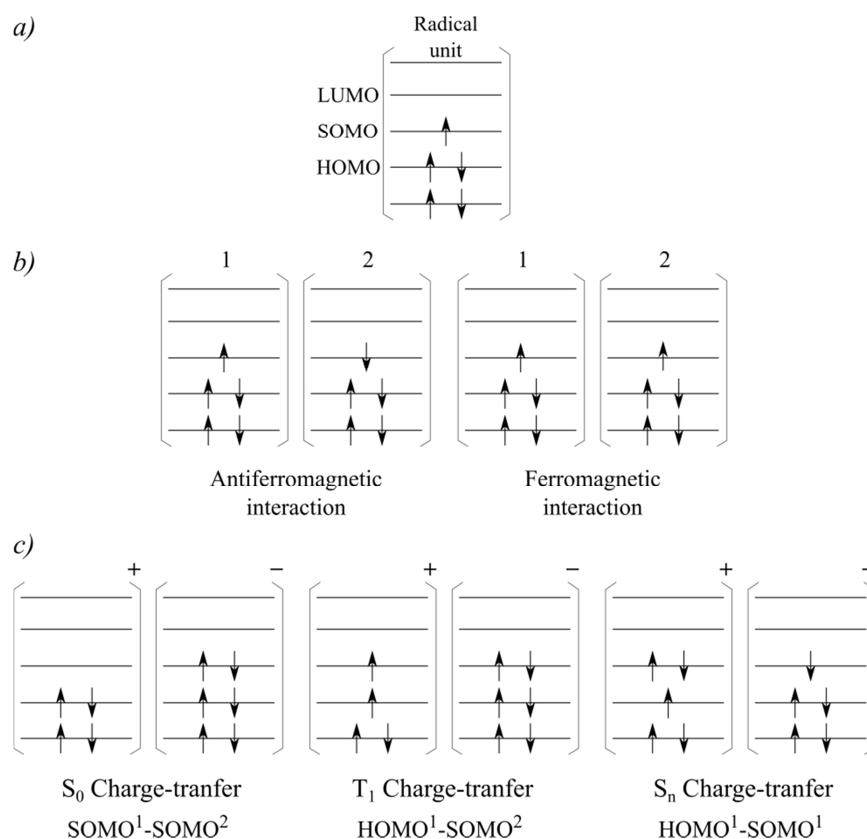 a)
Radical
unit
LUMO
SOMO
HOMO
b)
1 2 1 2
Antiferromagnetic
interaction
Ferromagnetic
interaction
c)
+ − + − + −
S₀ Charge-tranfer
SOMO¹-SOMO²
T₁ Charge-tranfer
HOMO¹-SOMO²
Sₙ Charge-tranfer
HOMO¹-SOMO¹